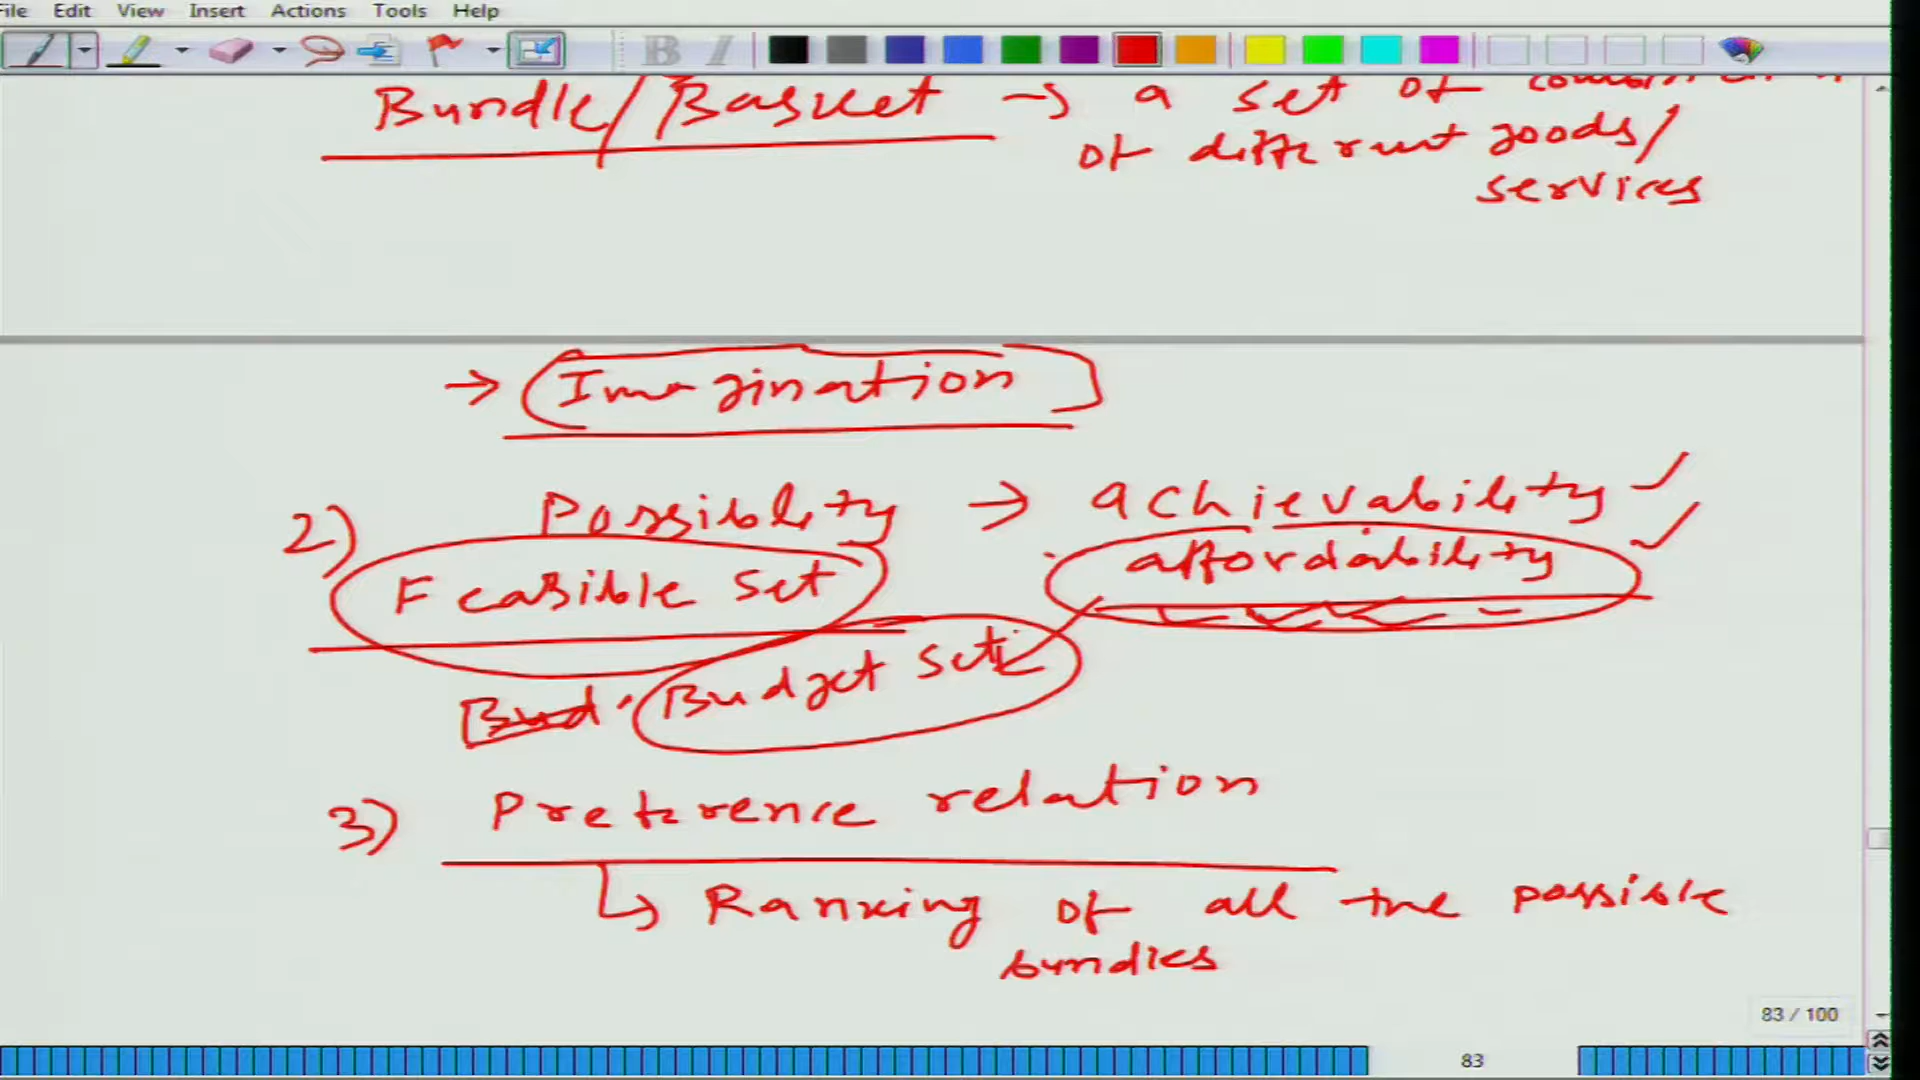 File Edit View Insert Actions Tools Help
B I
Bundle/Basket → a set of
of different goods/
services
→ Imagination
2) Possiblity → achievability ✓
Feasible set affordability ✓
Bud. Budget set
3) Preference relation
↳ Ranking of all the possible
bundles
83 / 100
83